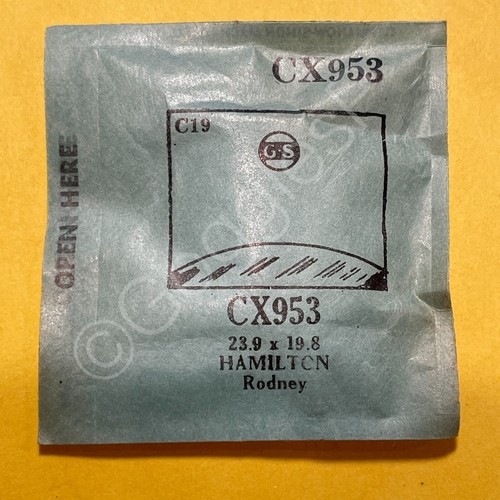 CX953
C19
G·S
OPEN HERE
CX953
23.9 x 19.8
HAMILTON
Rodney